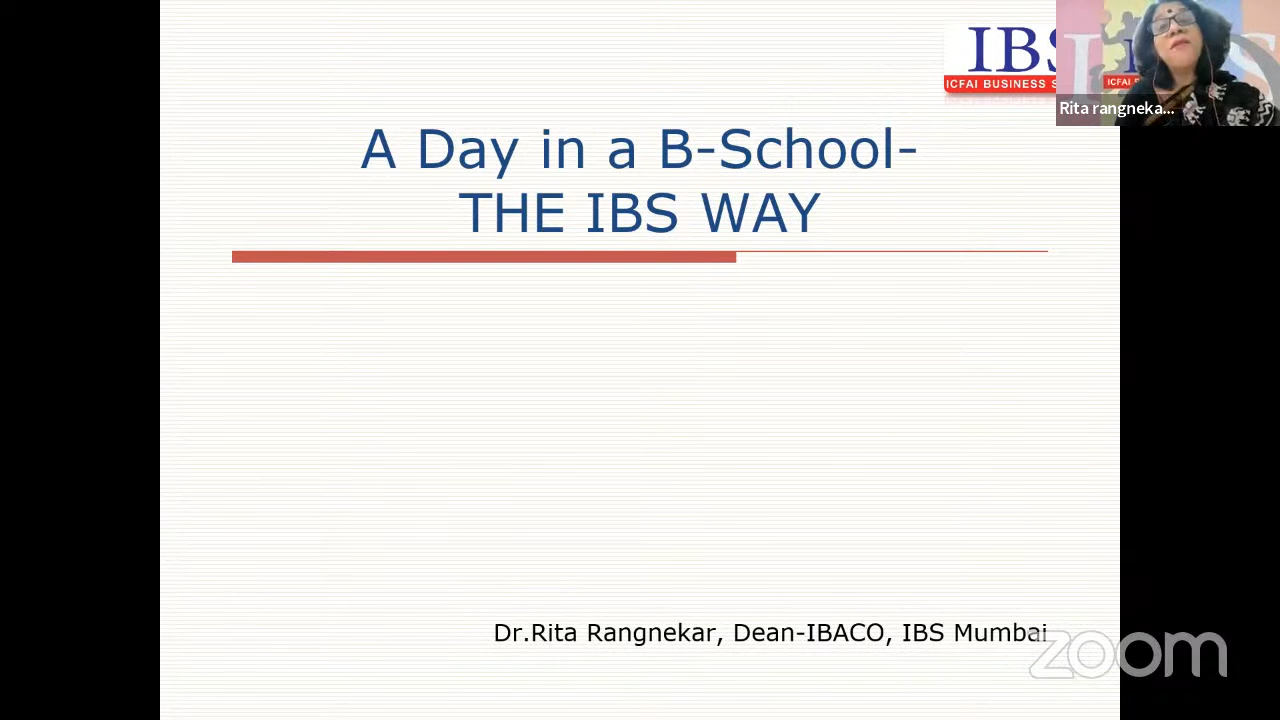 IBS
ICFAI BUSINESS S
ICFAI
Rita rangneka...
A Day in a B-School-
THE IBS WAY
Dr.Rita Rangnekar, Dean-IBACO, IBS Mumbai
zoom